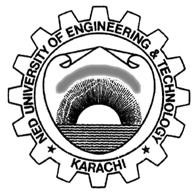 NED UNIVERSITY OF ENGINEERING & TECHNOLOGY
KARACHI